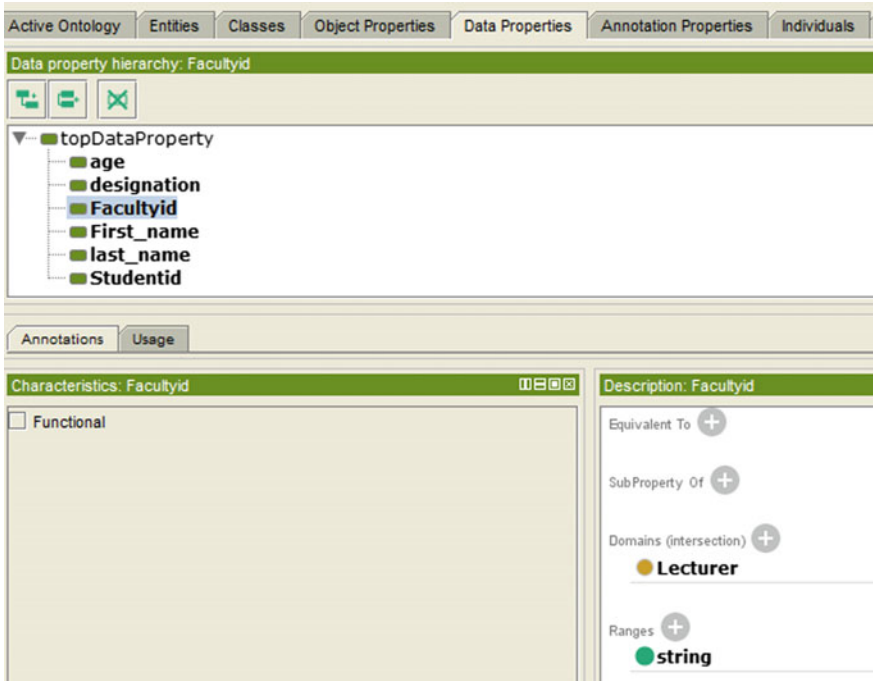 Active Ontology Entities Classes Object Properties Data Properties Annotation Properties Individuals
Data property hierarchy: Facultyid
topDataProperty
age
designation
Facultyid
First_name
last_name
Studentid
Annotations Usage
Characteristics: Facultyid
Functional
Description: Facultyid
Equivalent To
SubProperty Of
Domains (intersection)
Lecturer
Ranges
string